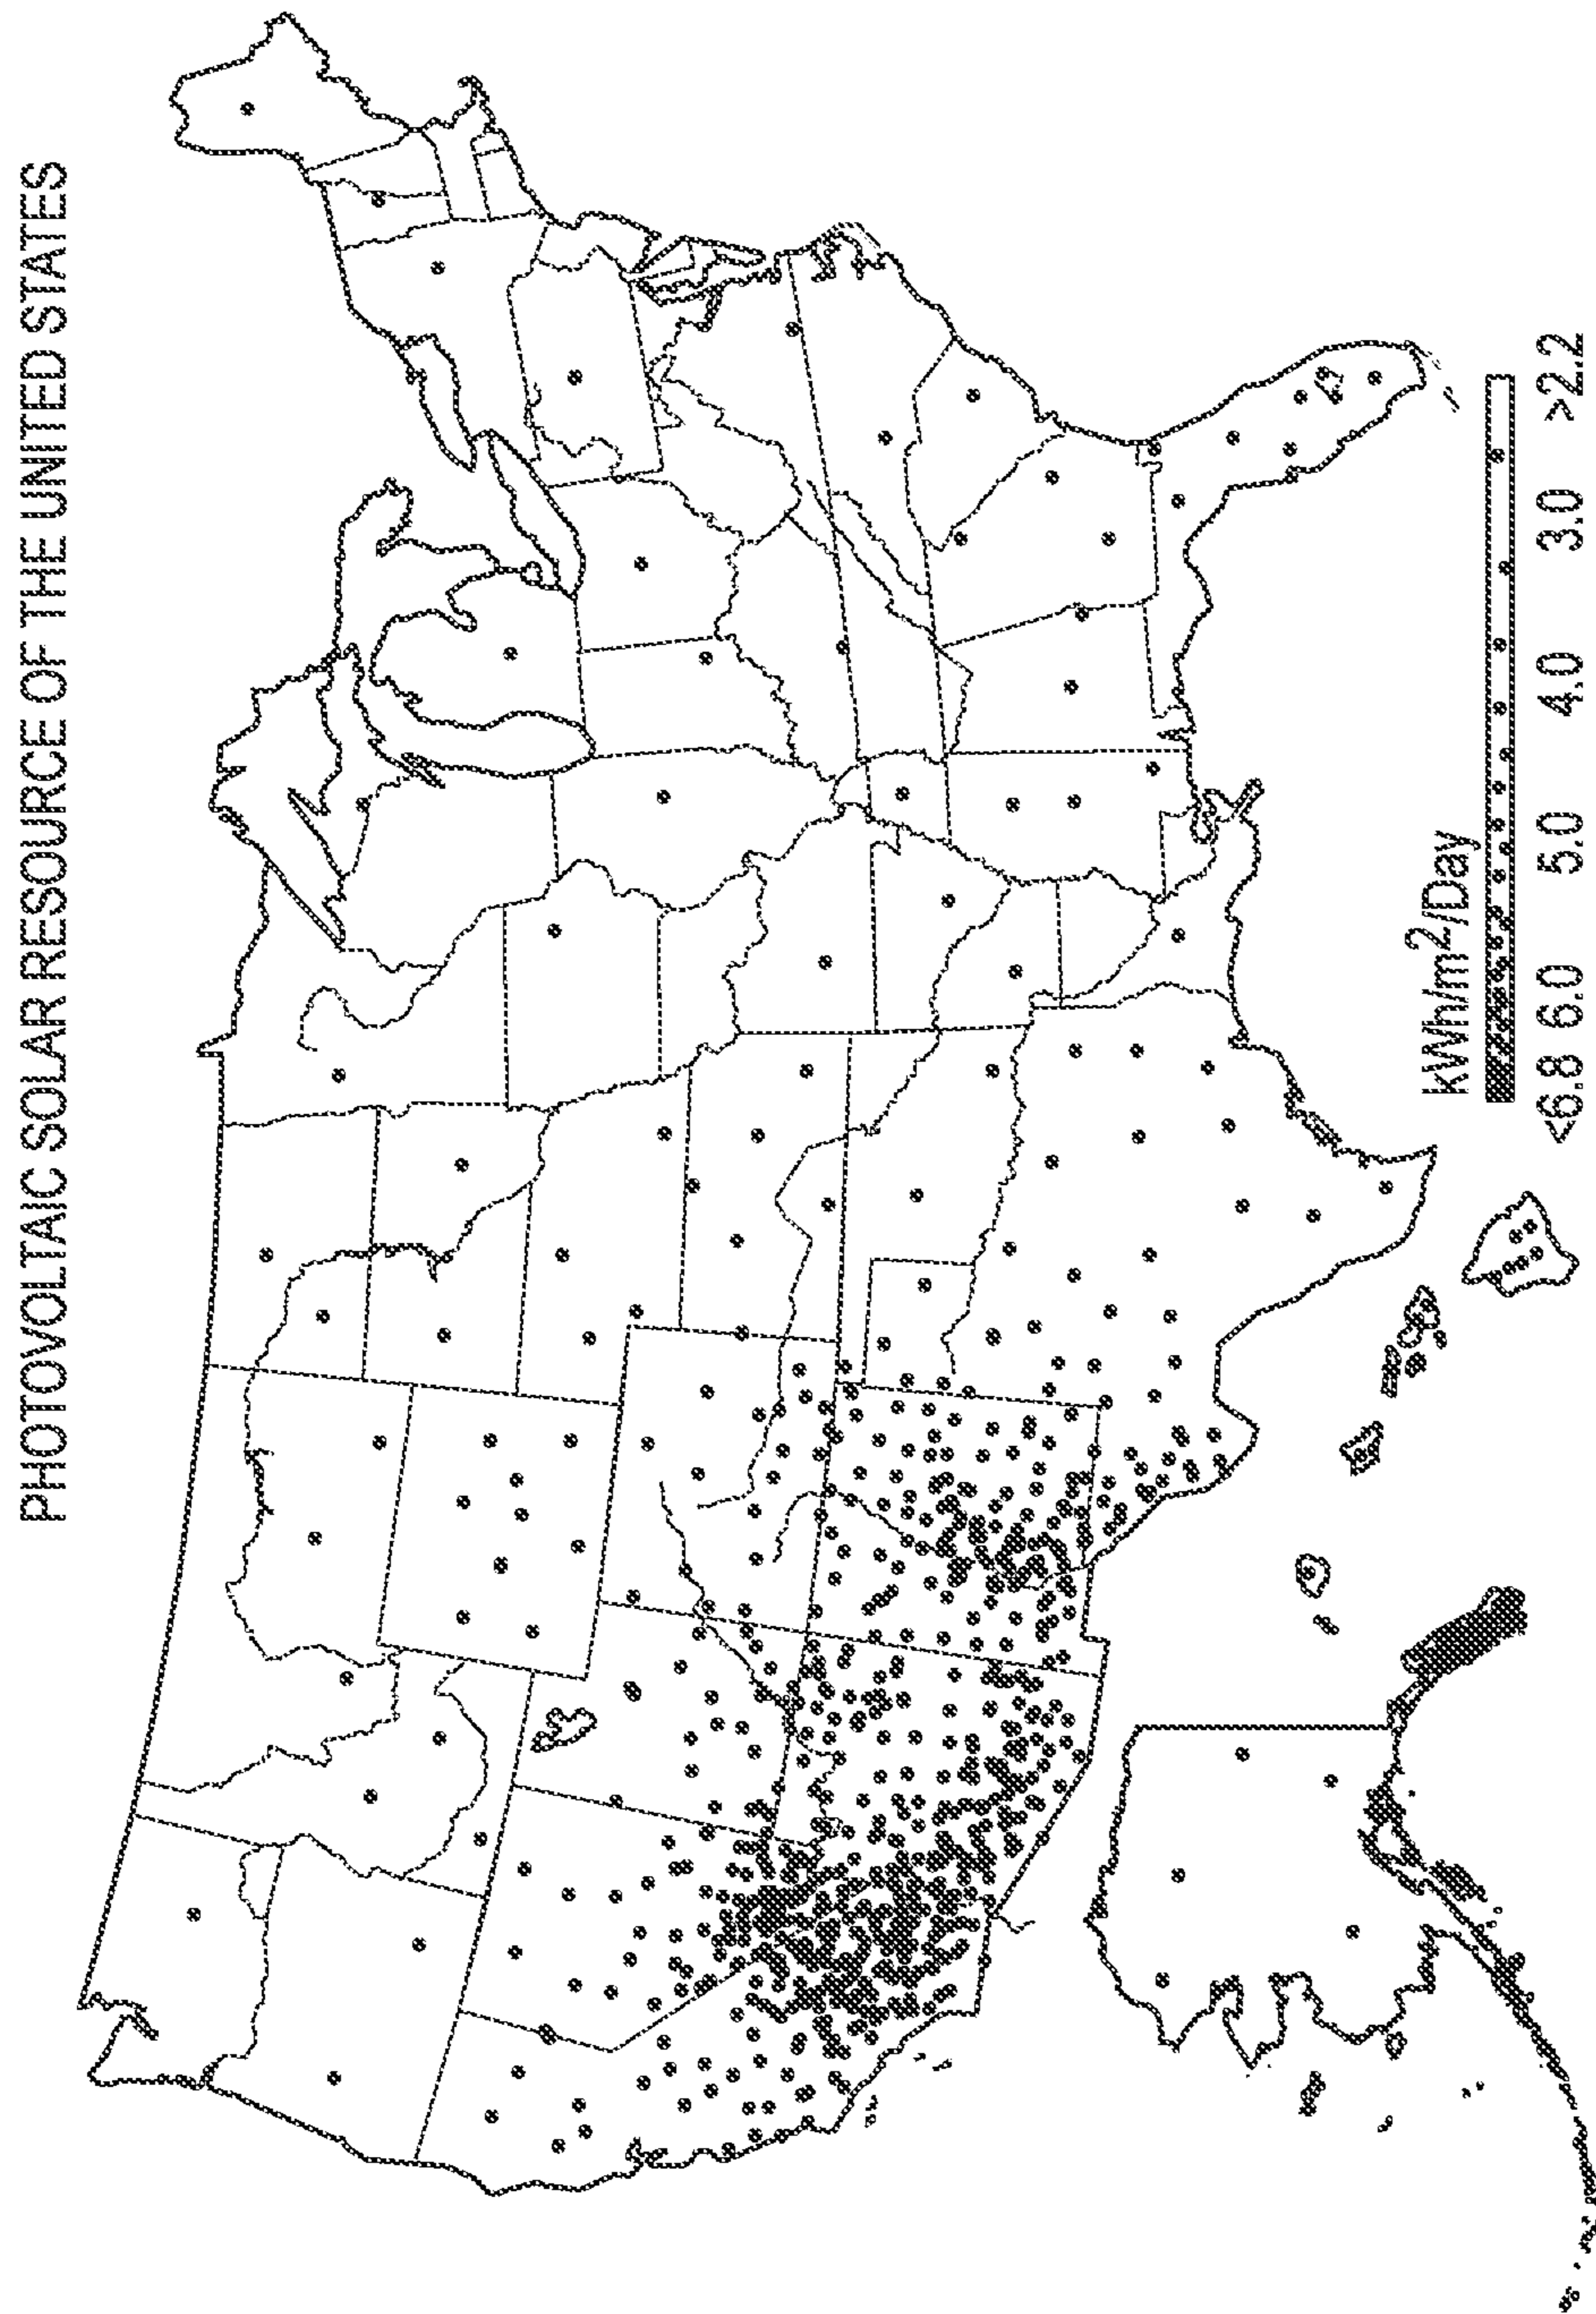 PHOTOVOLTAIC SOLAR RESOURCE OF THE UNITED STATES
kWh/m2/Day
<6.8 6.0 5.0 4.0 3.0 >2.2